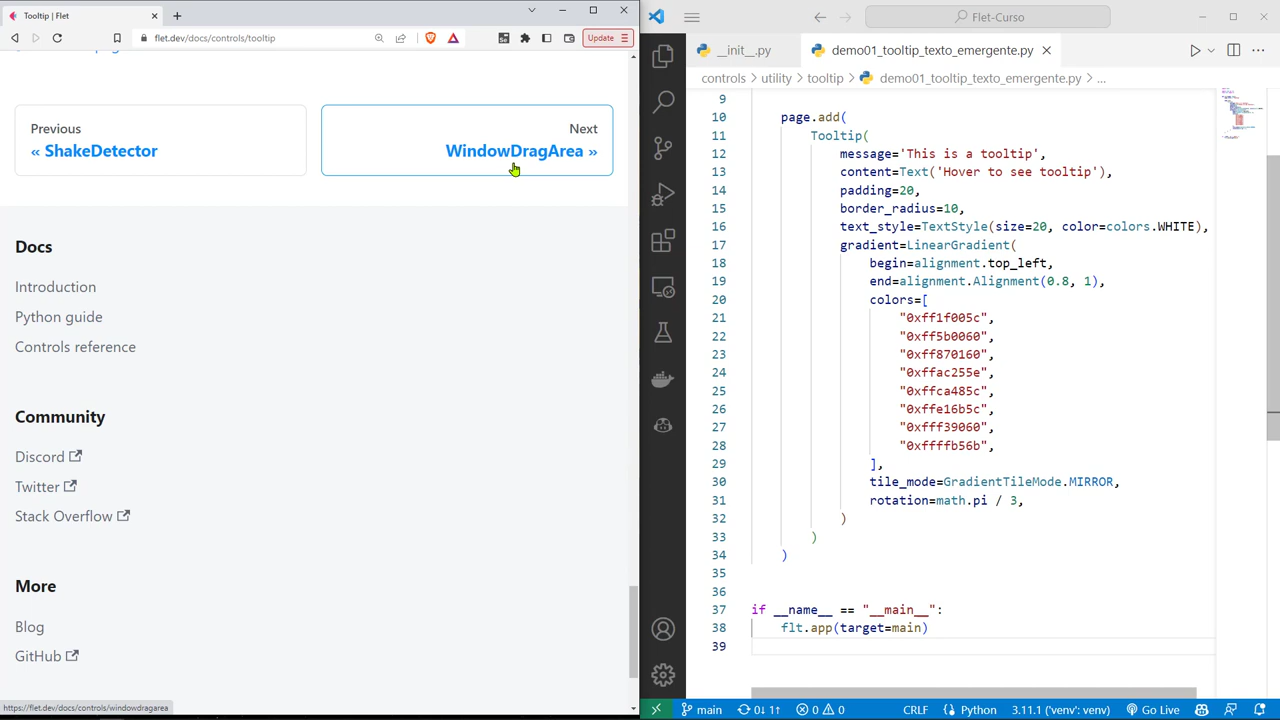 Tooltip | Flet
flet.dev/docs/controls/tooltip
Update
Previous
« ShakeDetector
Next
WindowDragArea »
Docs
Introduction
Python guide
Controls reference
Community
Discord
Twitter
Stack Overflow
More
Blog
GitHub
https://flet.dev/docs/controls/windowdragarea
Flet-Curso
__init__.py
demo01_tooltip_texto_emergente.py
controls > utility > tooltip > demo01_tooltip_texto_emergente.py > ...
9
10 page.add(
11 Tooltip(
12 message='This is a tooltip',
13 content=Text('Hover to see tooltip'),
14 padding=20,
15 border_radius=10,
16 text_style=TextStyle(size=20, color=colors.WHITE),
17 gradient=LinearGradient(
18 begin=alignment.top_left,
19 end=alignment.Alignment(0.8, 1),
20 colors=[
21 "0xff1f005c",
22 "0xff5b0060",
23 "0xff870160",
24 "0xffac255e",
25 "0xffca485c",
26 "0xffe16b5c",
27 "0xfff39060",
28 "0xffffb56b",
29 ],
30 tile_mode=GradientTileMode.MIRROR,
31 rotation=math.pi / 3,
32 )
33 )
34 )
35
36
37 if __name__ == "__main__":
38 flt.app(target=main)
39
main 0↓ 1↑ 0 0 CRLF Python 3.11.1 ('venv': venv) Go Live